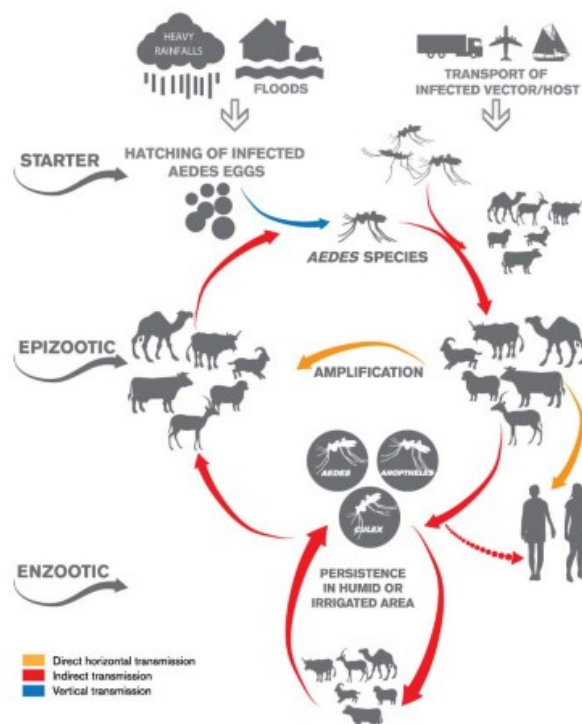 HEAVY
RAINFALLS
FLOODS
TRANSPORT OF
INFECTED VECTOR/HOST
STARTER
HATCHING OF INFECTED
AEDES EGGS
AEDES SPECIES
EPIZOOTIC
AMPLIFICATION
AEDES
ANOPTHELES
CULEX
ENZOOTIC
PERSISTENCE
IN HUMID OR
IRRIGATED AREA
Direct horizontal transmission
Indirect transmission
Vertical transmission